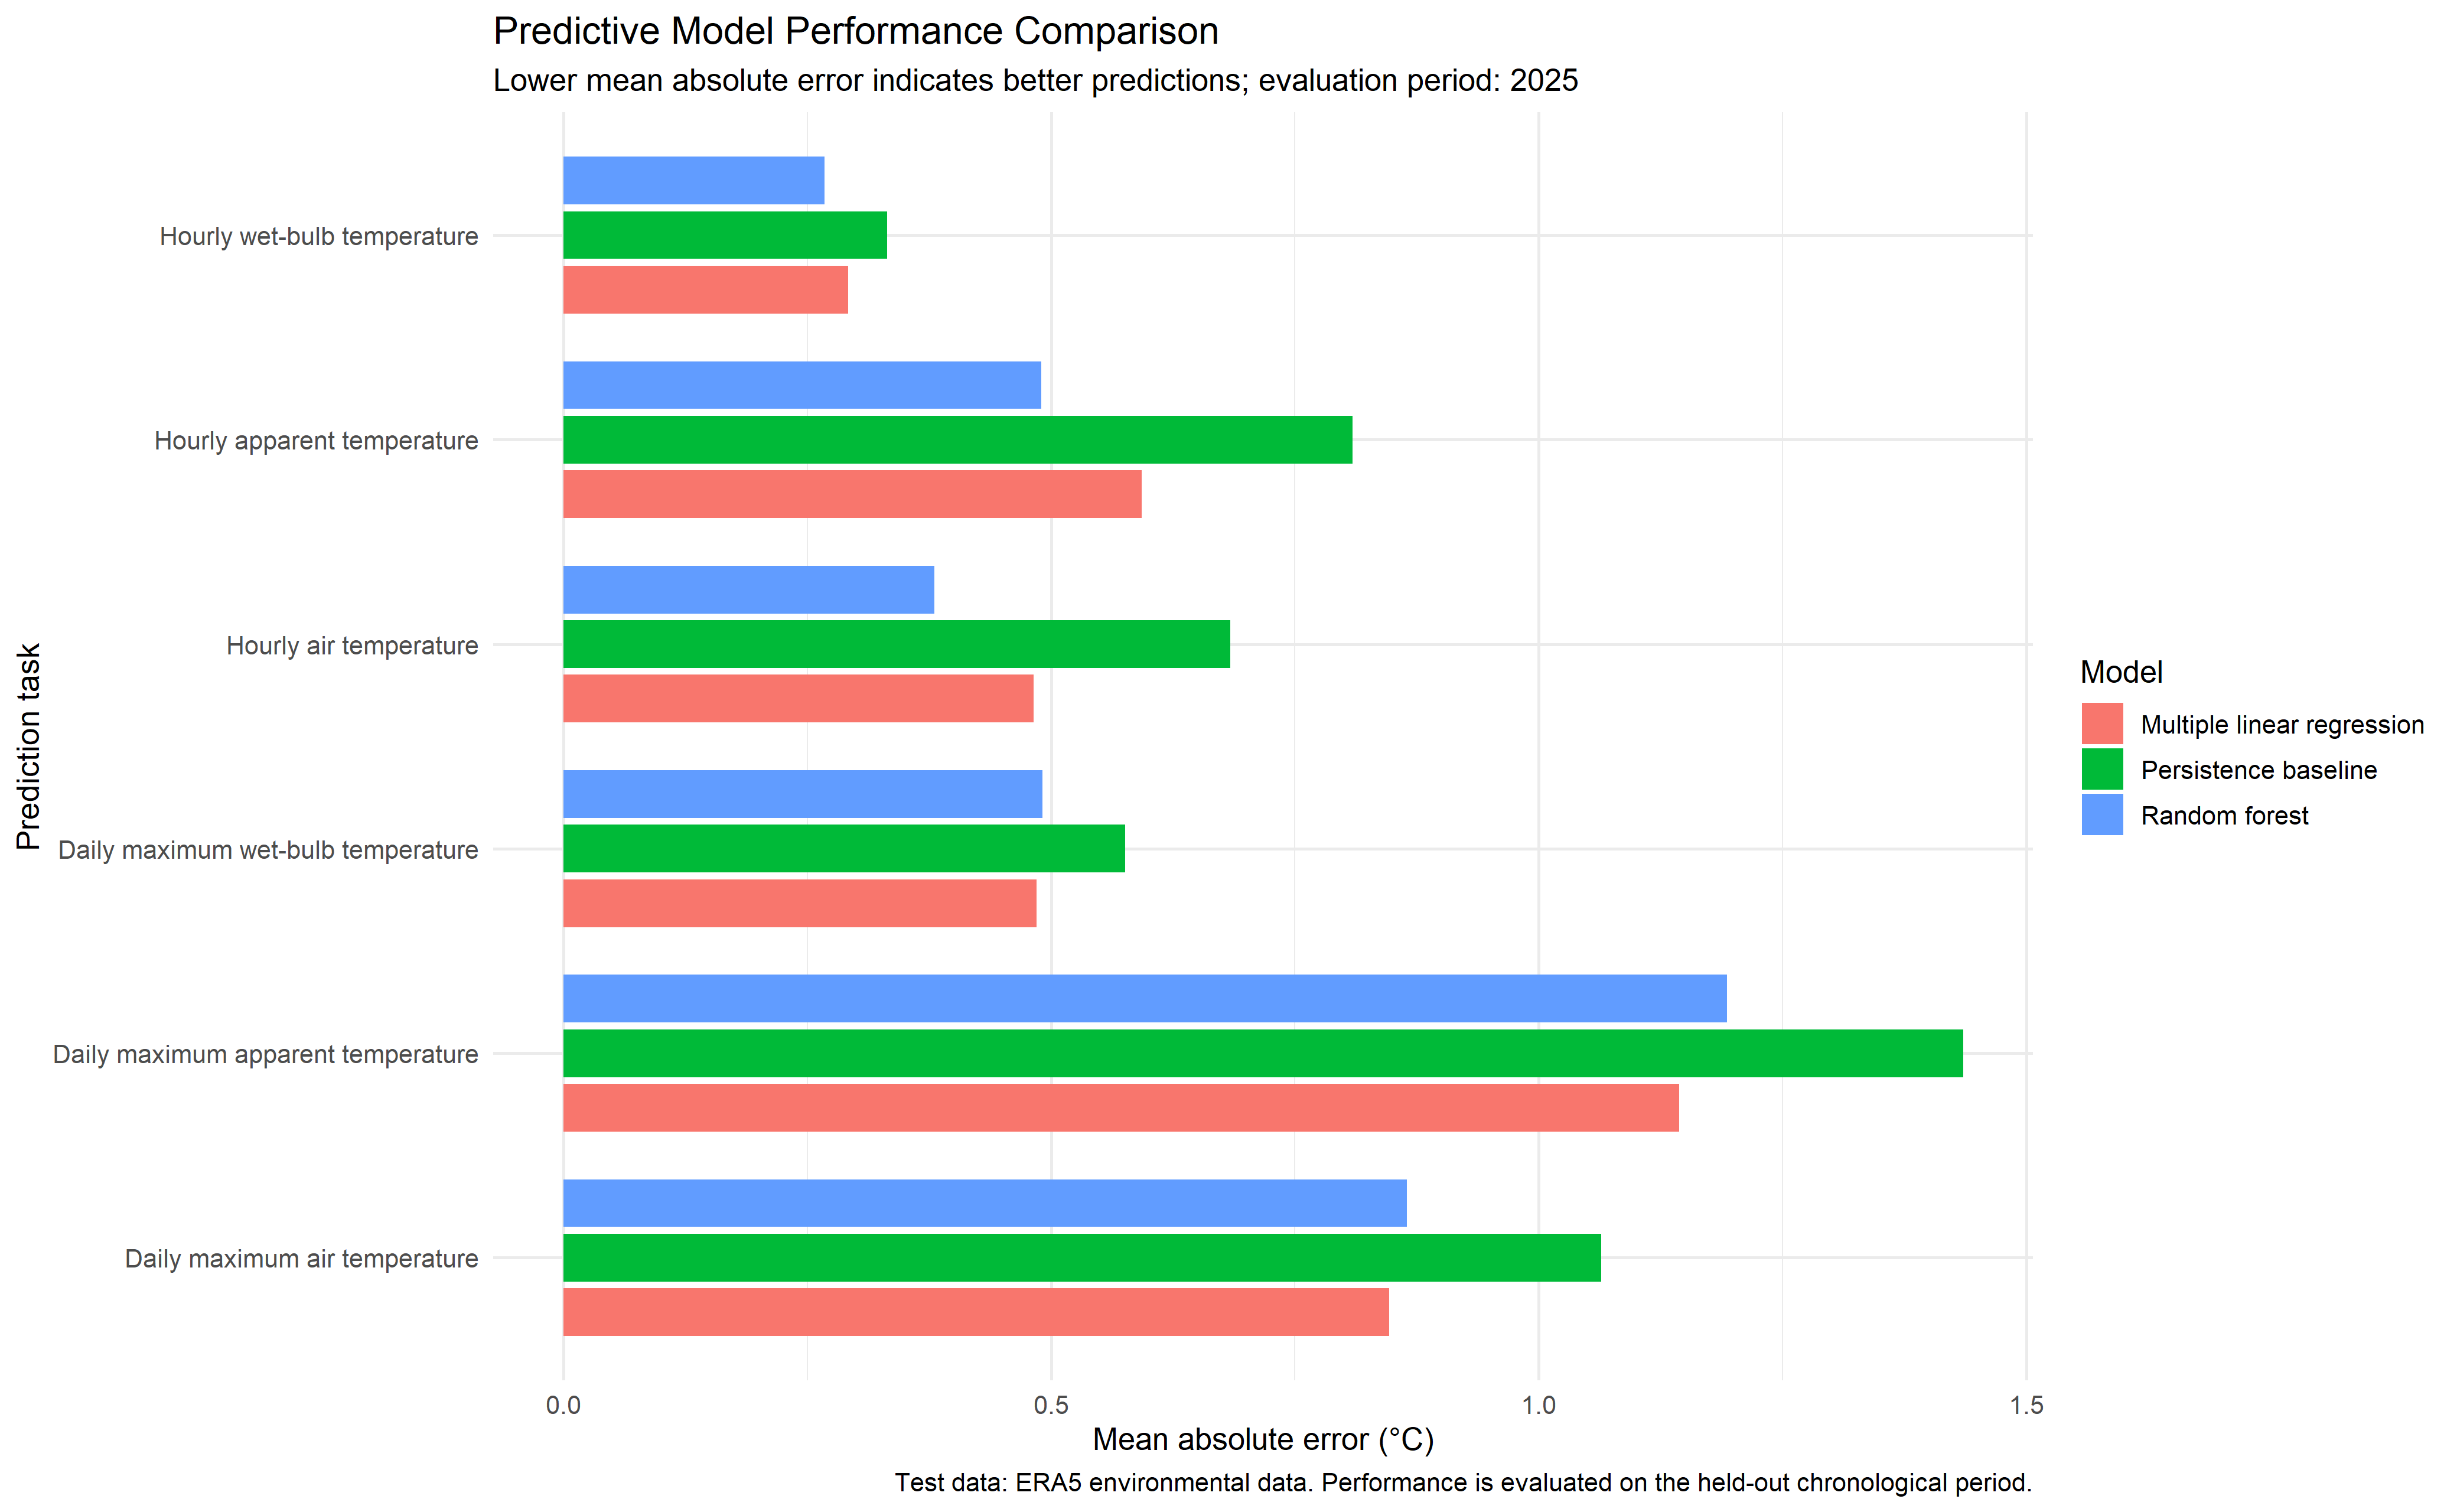 Predictive Model Performance Comparison
Lower mean absolute error indicates better predictions; evaluation period: 2025
Prediction task
Hourly wet-bulb temperature
Hourly apparent temperature
Hourly air temperature
Daily maximum wet-bulb temperature
Daily maximum apparent temperature
Daily maximum air temperature
0.0 0.5 1.0 1.5
Mean absolute error (°C)
Model
Multiple linear regression
Persistence baseline
Random forest
Test data: ERA5 environmental data. Performance is evaluated on the held-out chronological period.